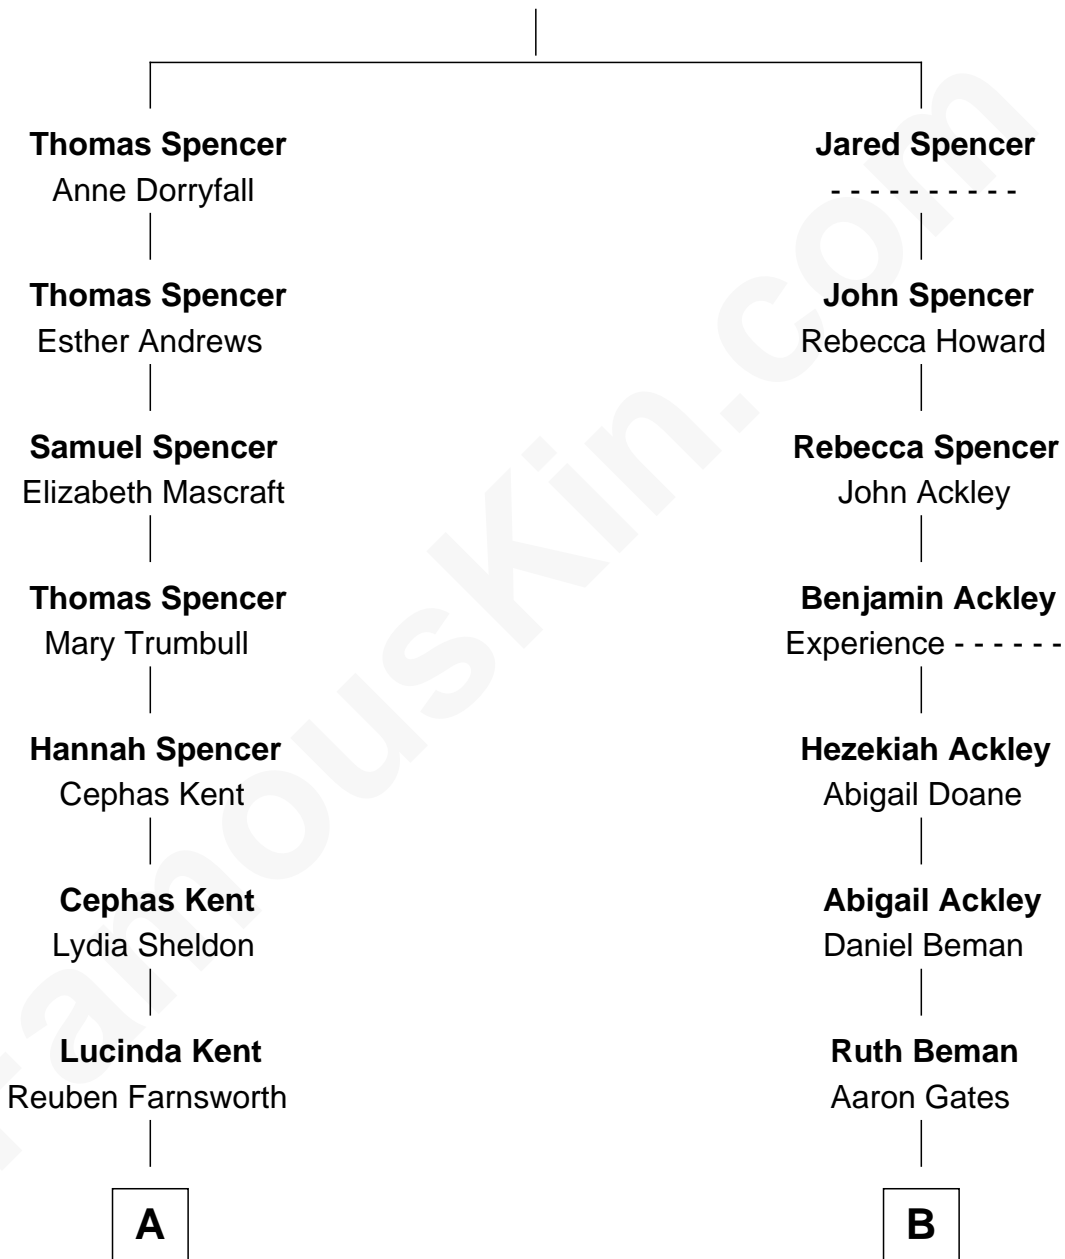 Thomas Spencer
Anne Dorryfall
Thomas Spencer
Esther Andrews
Samuel Spencer
Elizabeth Mascraft
Thomas Spencer
Mary Trumbull
Hannah Spencer
Cephas Kent
Cephas Kent
Lydia Sheldon
Lucinda Kent
Reuben Farnsworth
A
Jared Spencer
- - - - - - - - - -
John Spencer
Rebecca Howard
Rebecca Spencer
John Ackley
Benjamin Ackley
Experience - - - - - -
Hezekiah Ackley
Abigail Doane
Abigail Ackley
Daniel Beman
Ruth Beman
Aaron Gates
B
FamousKin.com